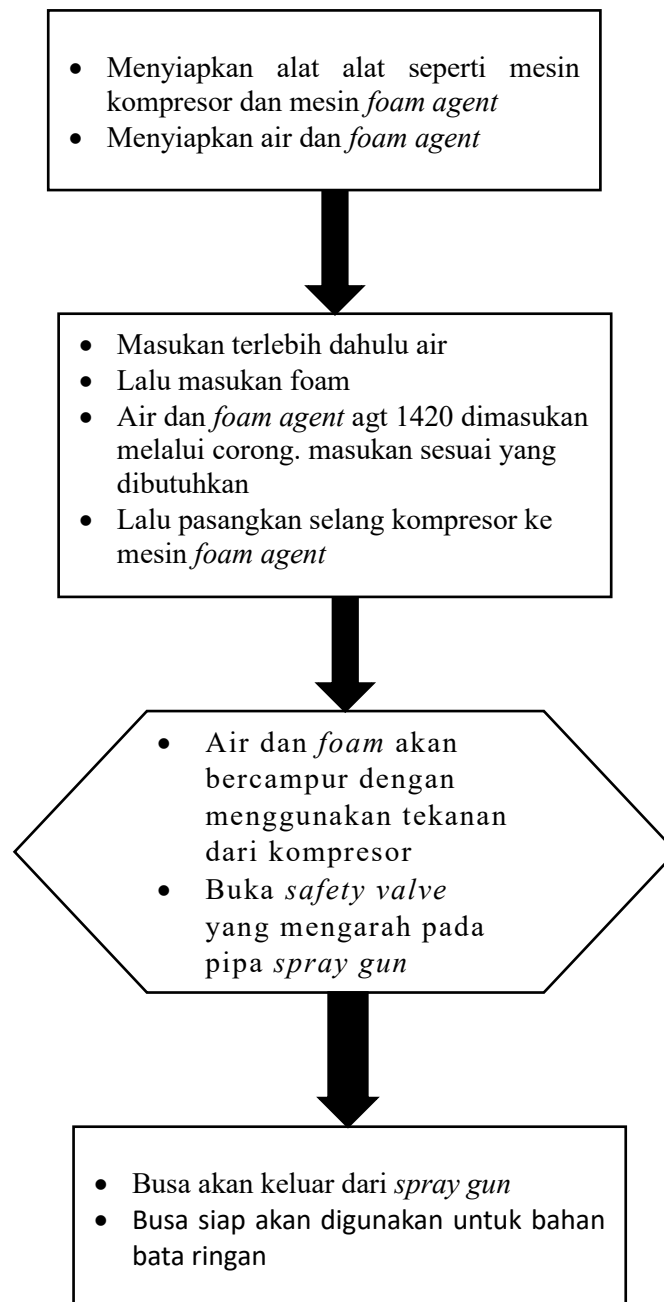 • Menyiapkan alat alat seperti mesin
kompresor dan mesin foam agent
• Menyiapkan air dan foam agent
• Masukan terlebih dahulu air
• Lalu masukan foam
• Air dan foam agent agt 1420 dimasukan
melalui corong. masukan sesuai yang
dibutuhkan
• Lalu pasangkan selang kompresor ke
mesin foam agent
• Air dan foam akan
bercampur dengan
menggunakan tekanan
dari kompresor
• Buka safety valve
yang mengarah pada
pipa spray gun
• Busa akan keluar dari spray gun
• Busa siap akan digunakan untuk bahan
bata ringan